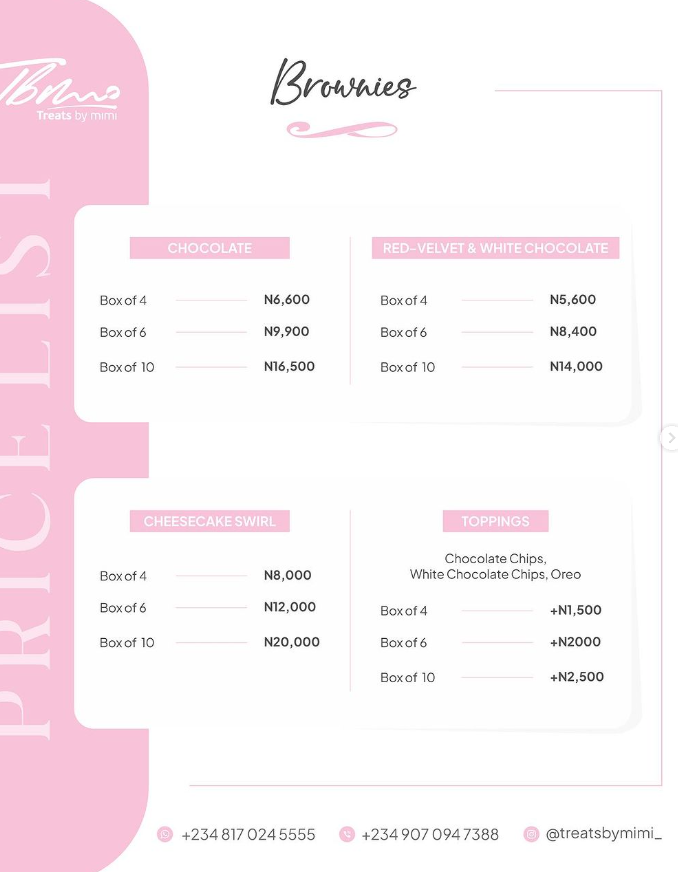 TBMimo
Treats by mimi
Brownies
PRICE LIST
CHOCOLATE
Box of 4 N6,600
Box of 6 N9,900
Box of 10 N16,500
RED-VELVET & WHITE CHOCOLATE
Box of 4 N5,600
Box of 6 N8,400
Box of 10 N14,000
CHEESECAKE SWIRL
Box of 4 N8,000
Box of 6 N12,000
Box of 10 N20,000
TOPPINGS
Chocolate Chips,
White Chocolate Chips, Oreo
Box of 4 +N1,500
Box of 6 +N2000
Box of 10 +N2,500
+234 817 024 5555 +234 907 094 7388 @treatsbymimi_